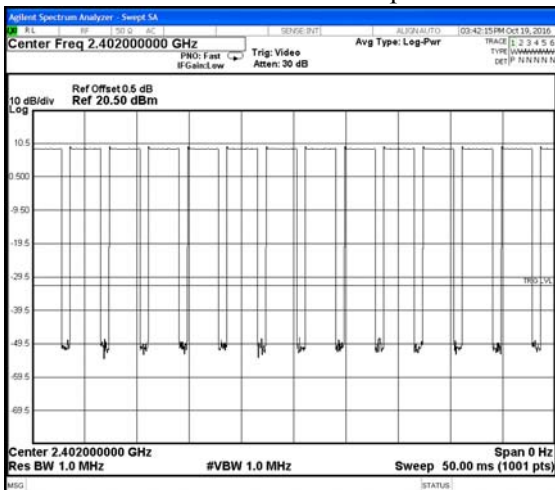 Agilent Spectrum Analyzer - Swept SA
RL RF 50 Ω AC SENSE:INT ALIGN AUTO 03:42:15 PM Oct 19, 2016
Center Freq 2.402000000 GHz Avg Type: Log-Pwr TRACE 1 2 3 4 5 6
PNO: Fast Trig: Video TYPE
IFGain:Low Atten: 30 dB DET P N N N N N
Ref Offset 0.5 dB
10 dB/div Ref 20.50 dBm
Log
10.5
0.500
-9.50
-19.5
-29.5
TRIG LVL
-39.5
-49.5
-59.5
-69.5
Center 2.402000000 GHz Span 0 Hz
Res BW 1.0 MHz #VBW 1.0 MHz Sweep 50.00 ms (1001 pts)
MSG STATUS